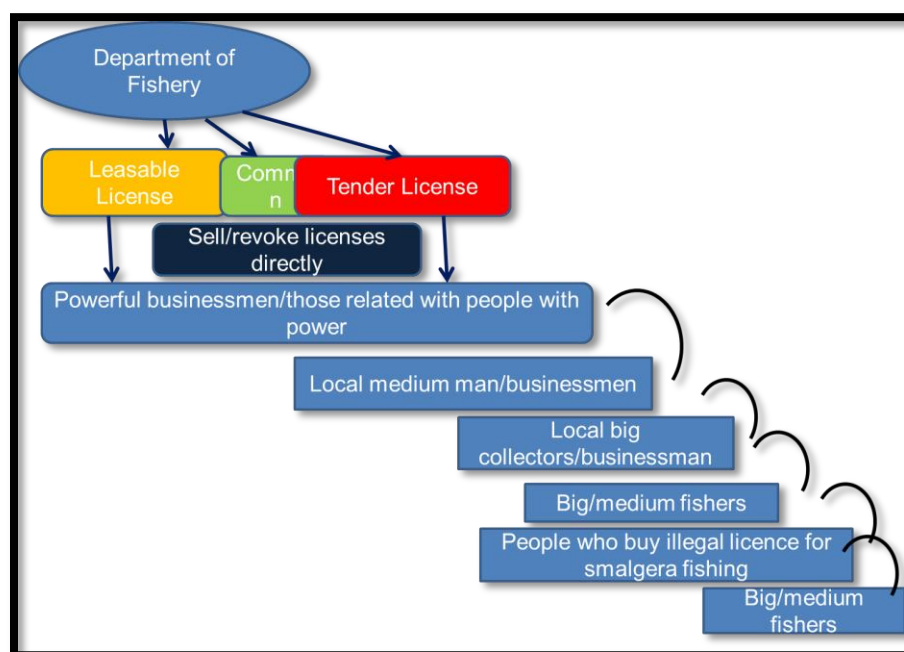 Department of
Fishery
Leasable
License
Comm
n
Tender License
Sell/revoke licenses
directly
Powerful businessmen/those related with people with
power
Local medium man/businessmen
Local big
collectors/businessman
Big/medium fishers
People who buy illegal licence for
smalgera fishing
Big/medium
fishers